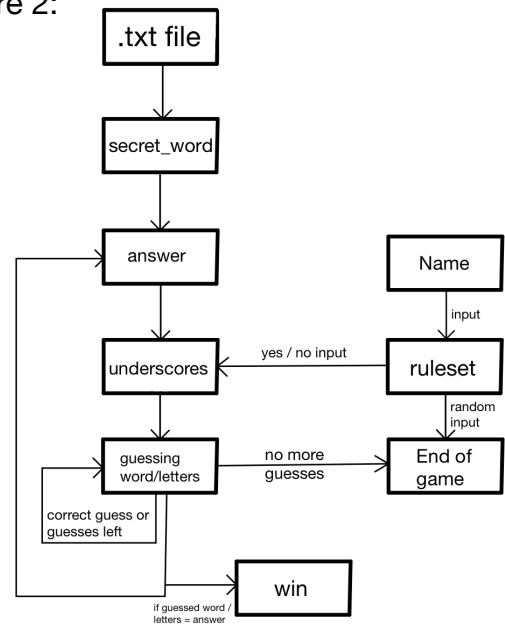 re 2:
.txt file
secret_word
answer
Name
input
yes / no input
underscores
ruleset
random
input
guessing
word/letters
no more
guesses
End of
game
correct guess or
guesses left
win
if guessed word /
letters = answer